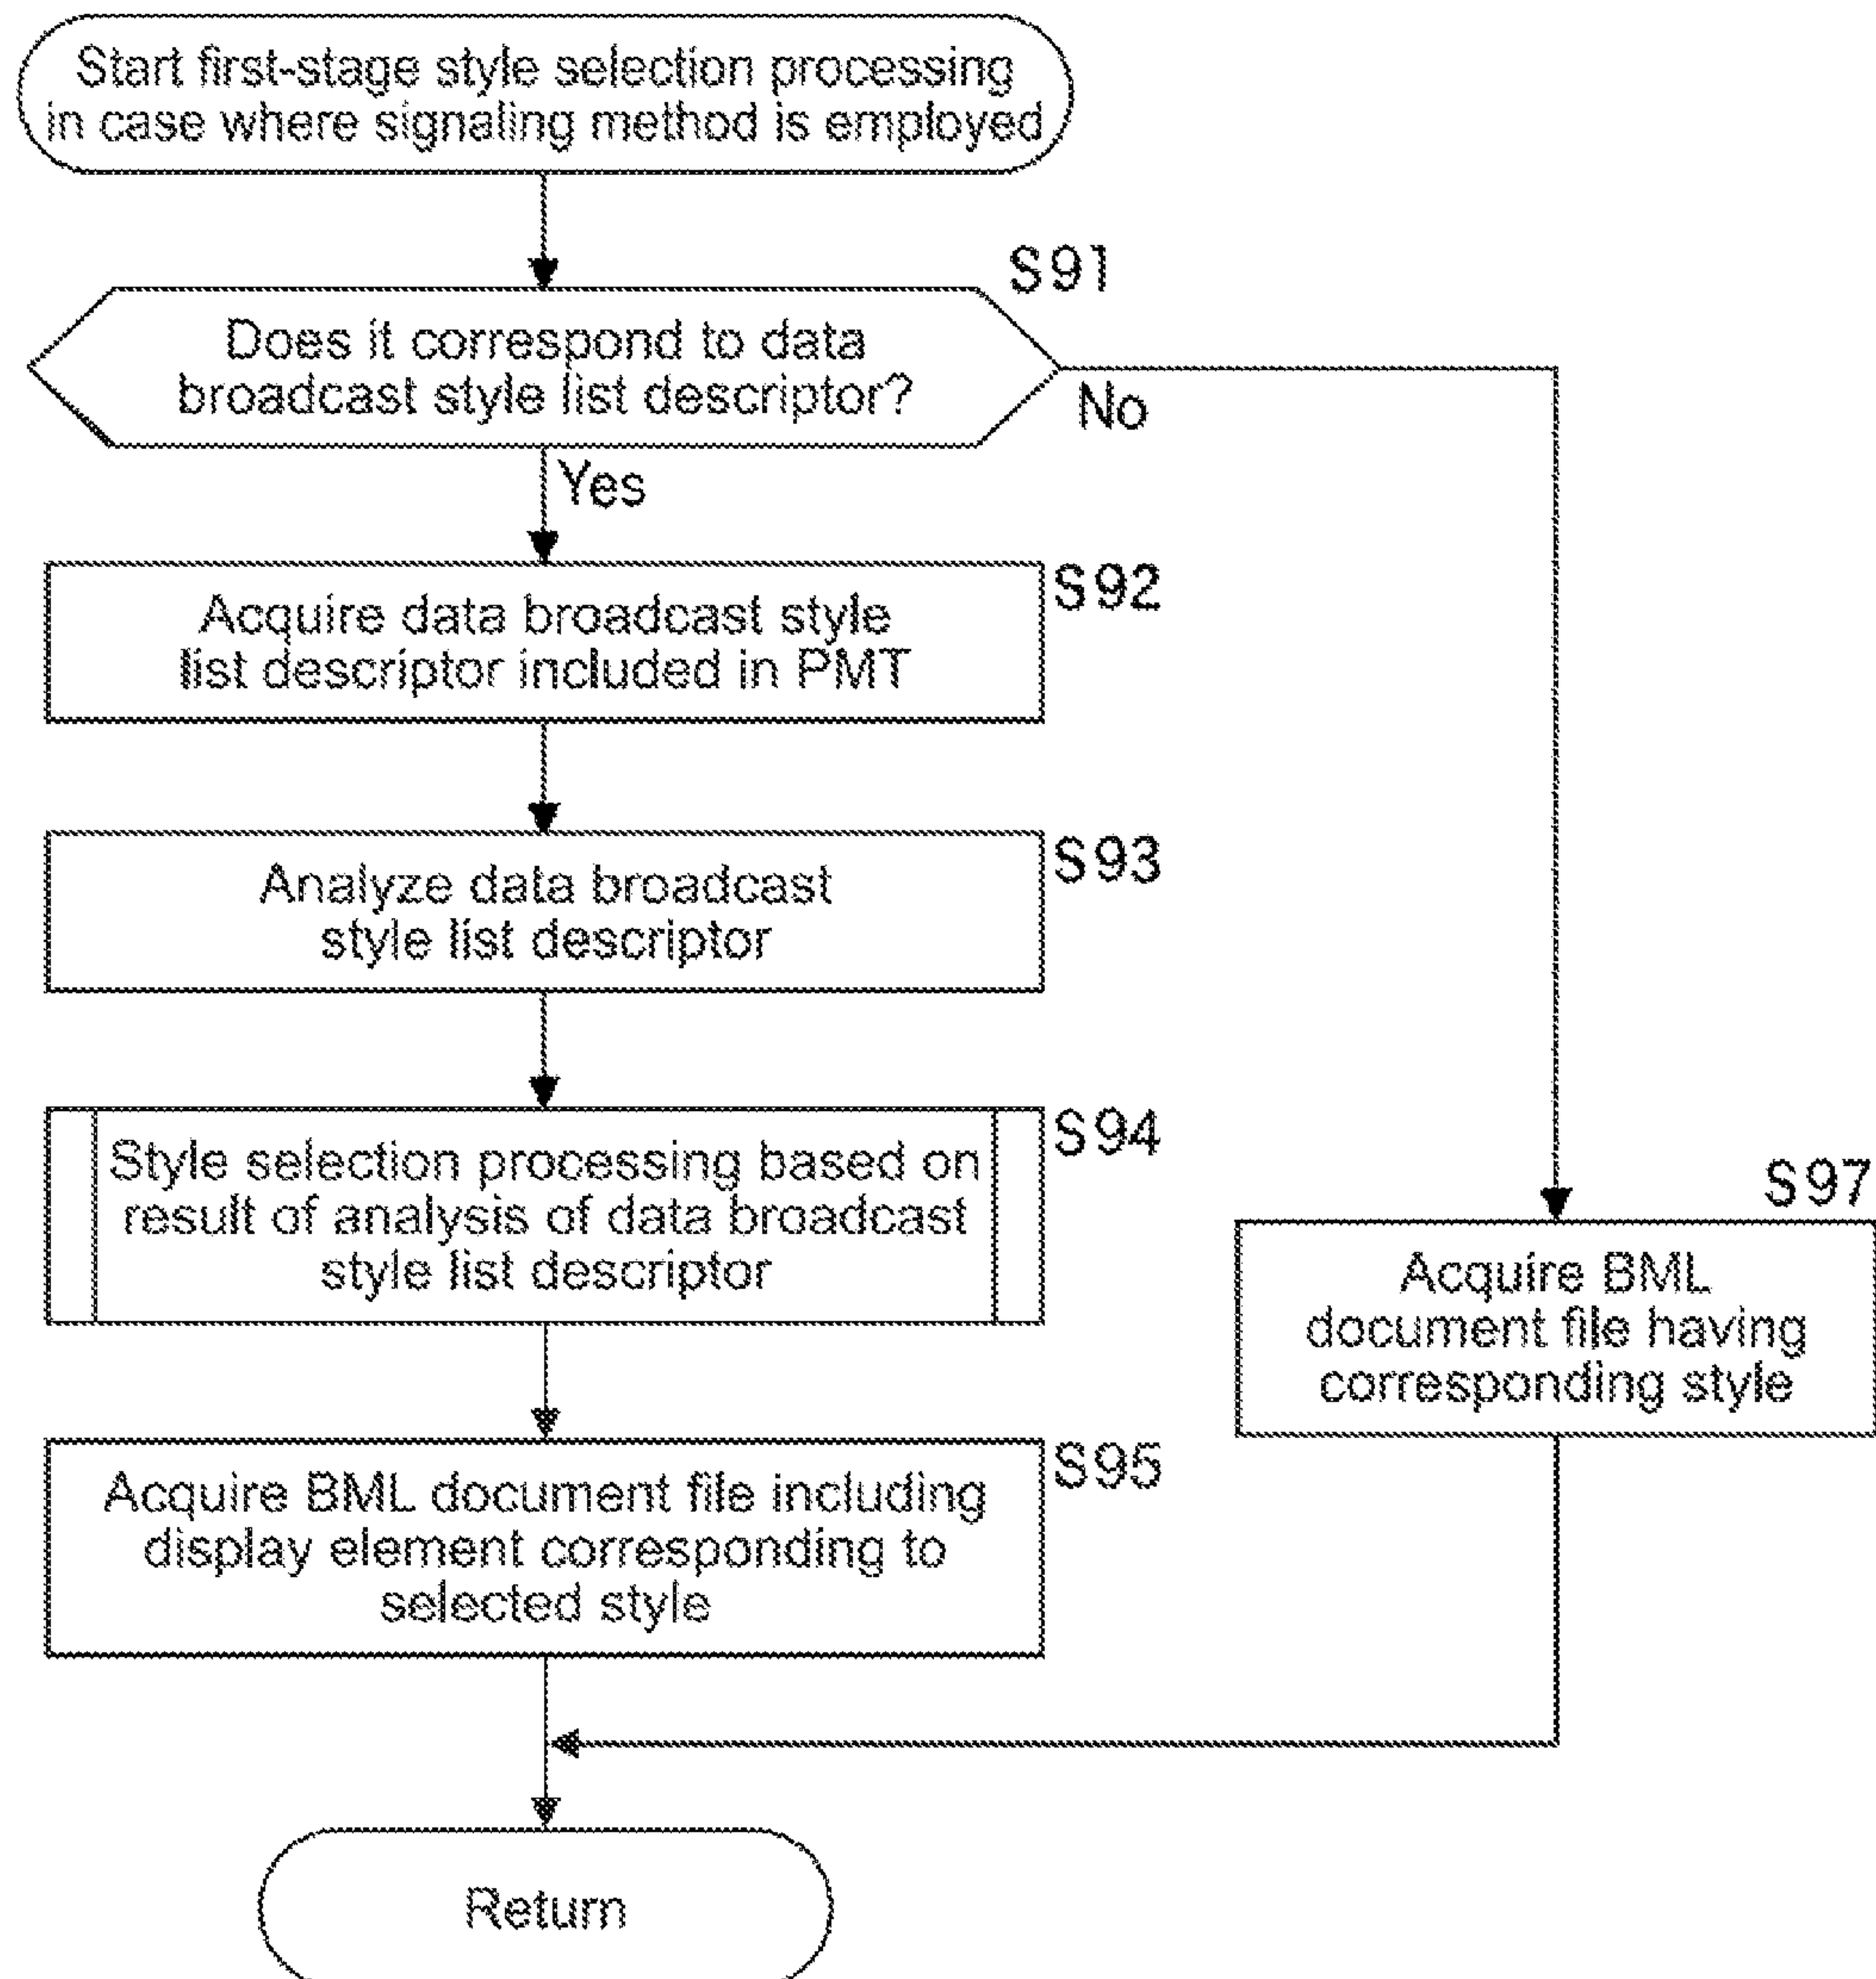 Start first-stage style selection processing
in case where signaling method is employed
S91
Does it correspond to data
broadcast style list descriptor?
No
Yes
S92
Acquire data broadcast style
list descriptor included in PMT
S93
Analyze data broadcast
style list descriptor
S94
Style selection processing based on
result of analysis of data broadcast
style list descriptor
S97
Acquire BML
document file having
corresponding style
S95
Acquire BML document file including
display element corresponding to
selected style
Return